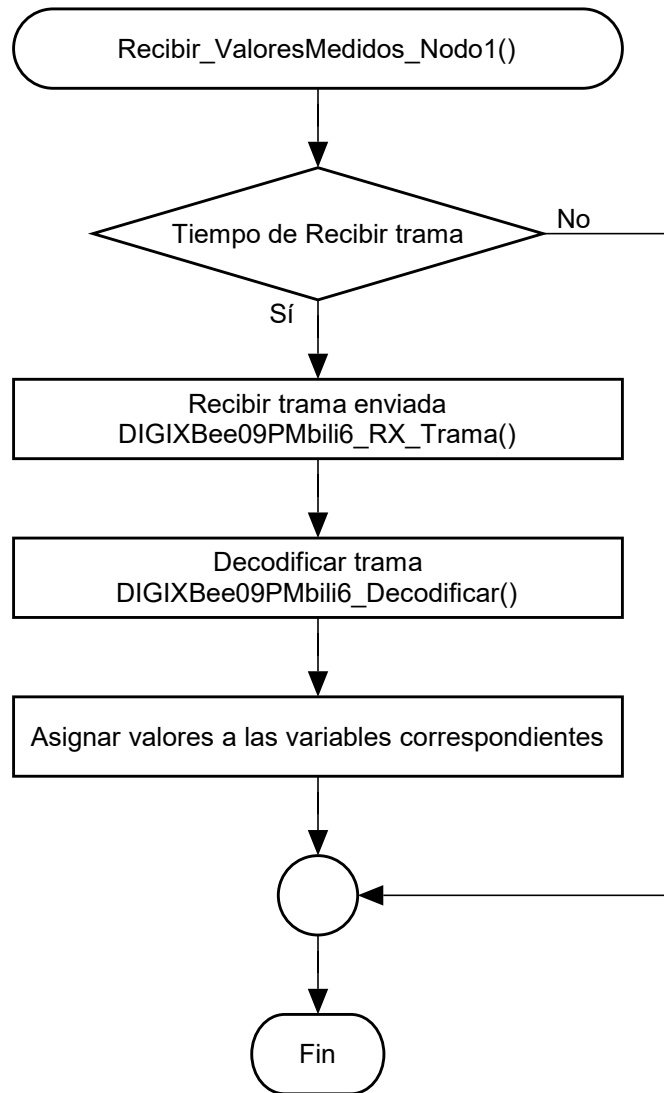 Recibir_ValoresMedidos_Nodo1()
Tiempo de Recibir trama
No
Sí
Recibir trama enviada
DIGIXBee09PMbili6_RX_Trama()
Decodificar trama
DIGIXBee09PMbili6_Decodificar()
Asignar valores a las variables correspondientes
Fin